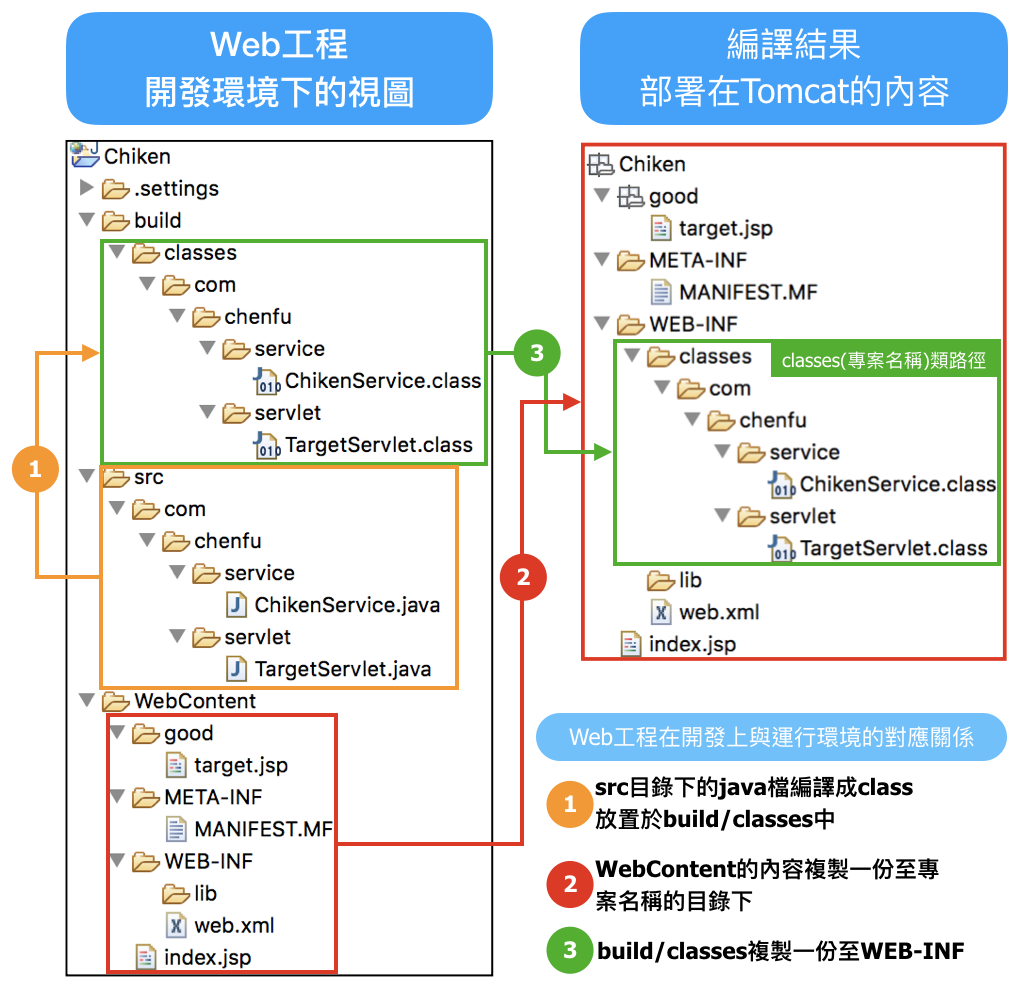 Web工程
開發環境下的視圖
Chiken
.settings
build
classes
com
chenfu
service
ChikenService.class
servlet
TargetServlet.class
src
com
chenfu
service
ChikenService.java
servlet
TargetServlet.java
WebContent
good
target.jsp
META-INF
MANIFEST.MF
WEB-INF
lib
web.xml
index.jsp
1
3
2
編譯結果
部署在Tomcat的內容
Chiken
good
target.jsp
META-INF
MANIFEST.MF
WEB-INF
classes
classes(專案名稱)類路徑
com
chenfu
service
ChikenService.class
servlet
TargetServlet.class
lib
web.xml
index.jsp
Web工程在開發上與運行環境的對應關係
1 src目錄下的java檔編譯成class
放置於build/classes中
2 WebContent的內容複製一份至專
案名稱的目錄下
3 build/classes複製一份至WEB-INF